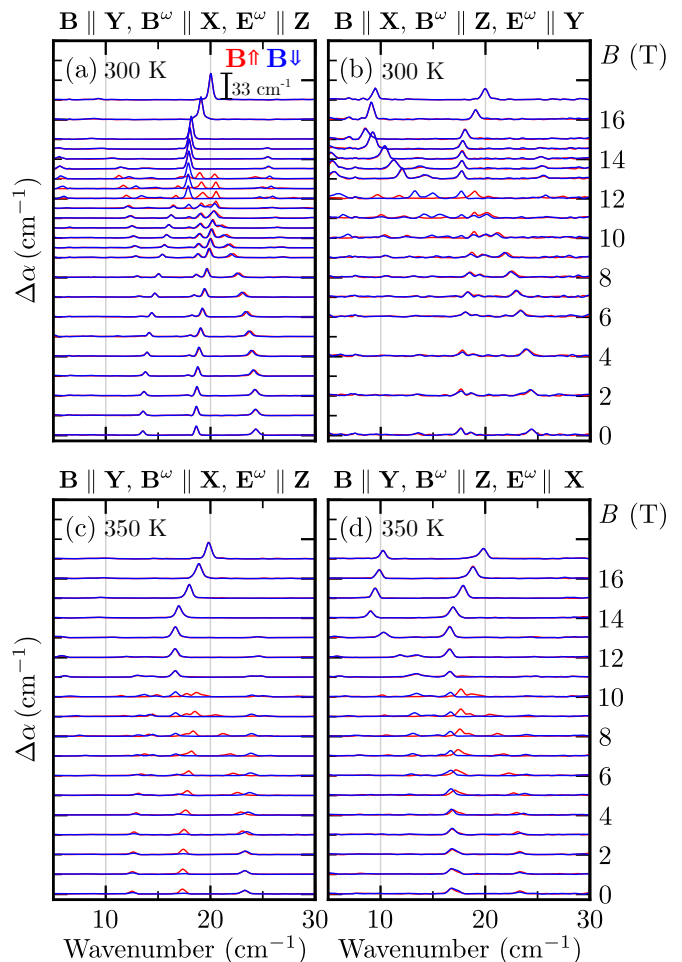 B ∥ Y, B^ω ∥ X, E^ω ∥ Z
B ∥ X, B^ω ∥ Z, E^ω ∥ Y
(a) 300 K
B⇑ B⇓
33 cm⁻¹
(b) 300 K
B (T)
16
14
12
10
8
6
4
2
0
Δα (cm⁻¹)
B ∥ Y, B^ω ∥ X, E^ω ∥ Z
B ∥ Y, B^ω ∥ Z, E^ω ∥ X
(c) 350 K
(d) 350 K
B (T)
16
14
12
10
8
6
4
2
0
Δα (cm⁻¹)
10 20 30
10 20 30
Wavenumber (cm⁻¹)
Wavenumber (cm⁻¹)